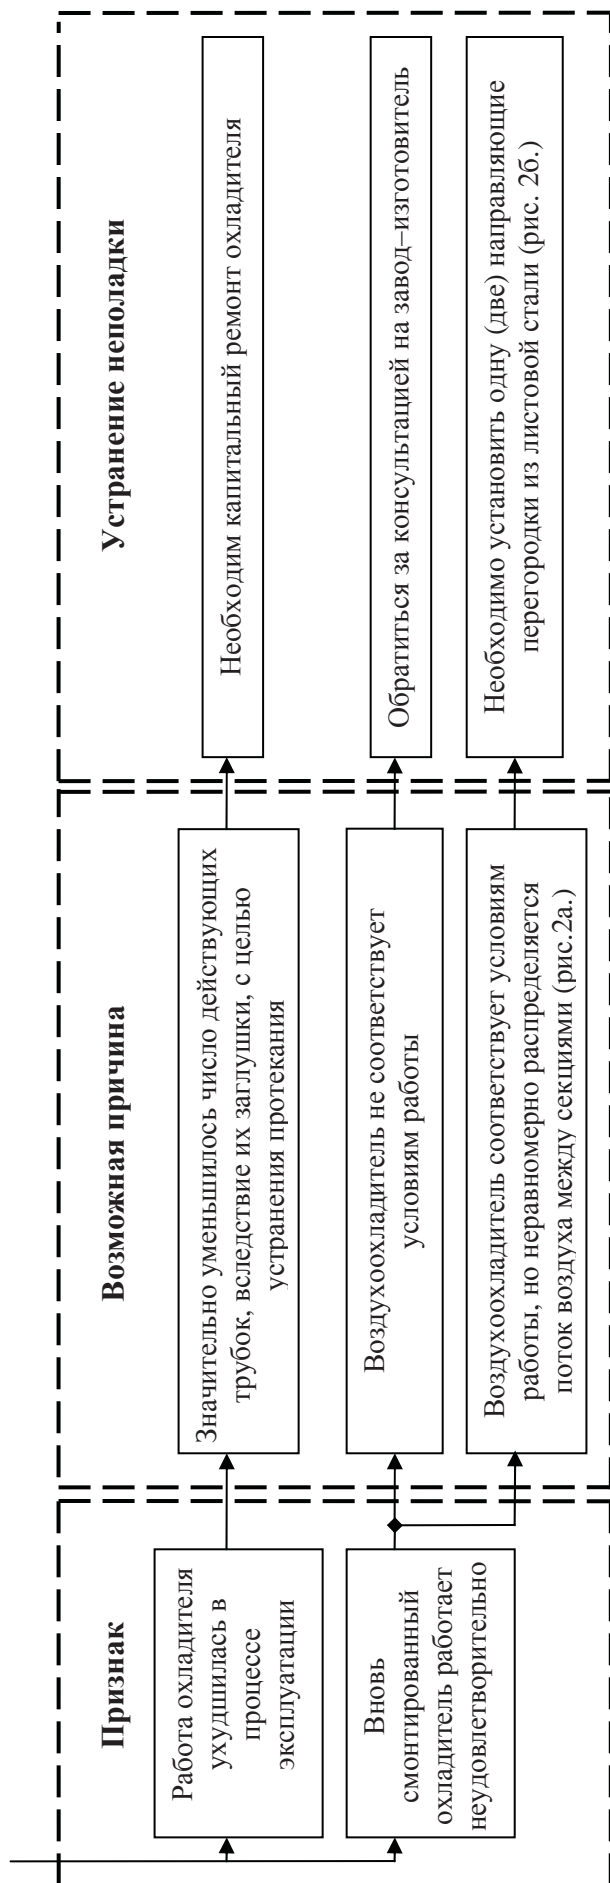 Признак
Работа охладителя
ухудшилась в
процессе
эксплуатации
Вновь
смонтированный
охладитель работает
неудовлетворительно
Возможная причина
Значительно уменьшилось число действующих
трубок, вследствие их заглушки, с целью
устранения протекания
Воздухоохладитель не соответствует
условиям работы
Воздухоохладитель соответствует условиям
работы, но неравномерно распределяется
поток воздуха между секциями (рис.2а.)
Устранение неполадки
Необходим капитальный ремонт охладителя
Обратиться за консультацией на завод–изготовитель
Необходимо установить одну (две) направляющие
перегородки из листовой стали (рис. 2б.)